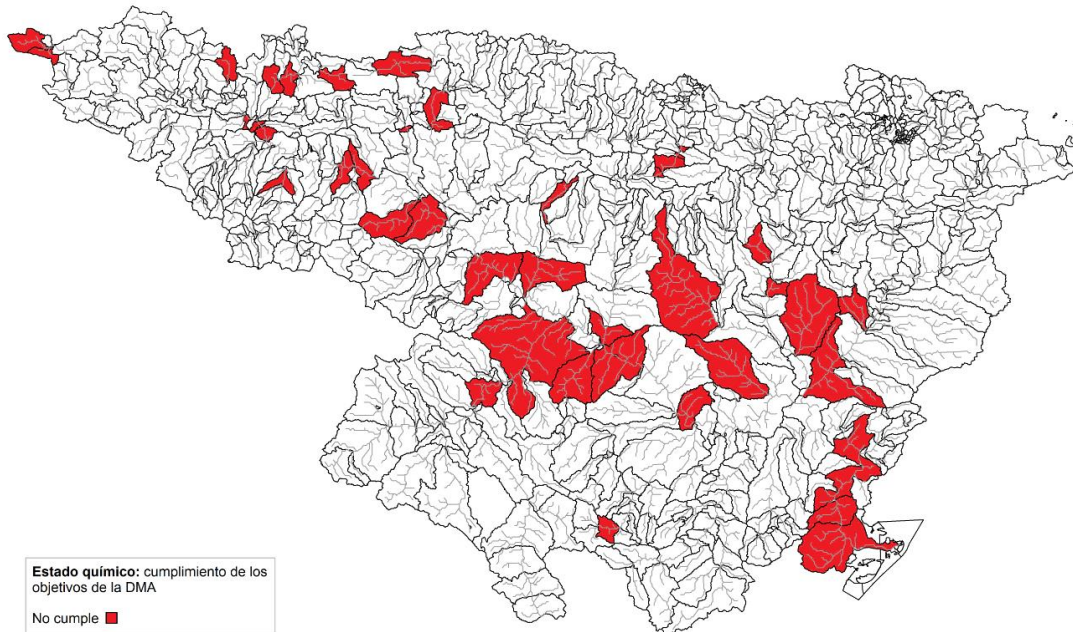 Estado químico: cumplimiento de los
objetivos de la DMA
No cumple